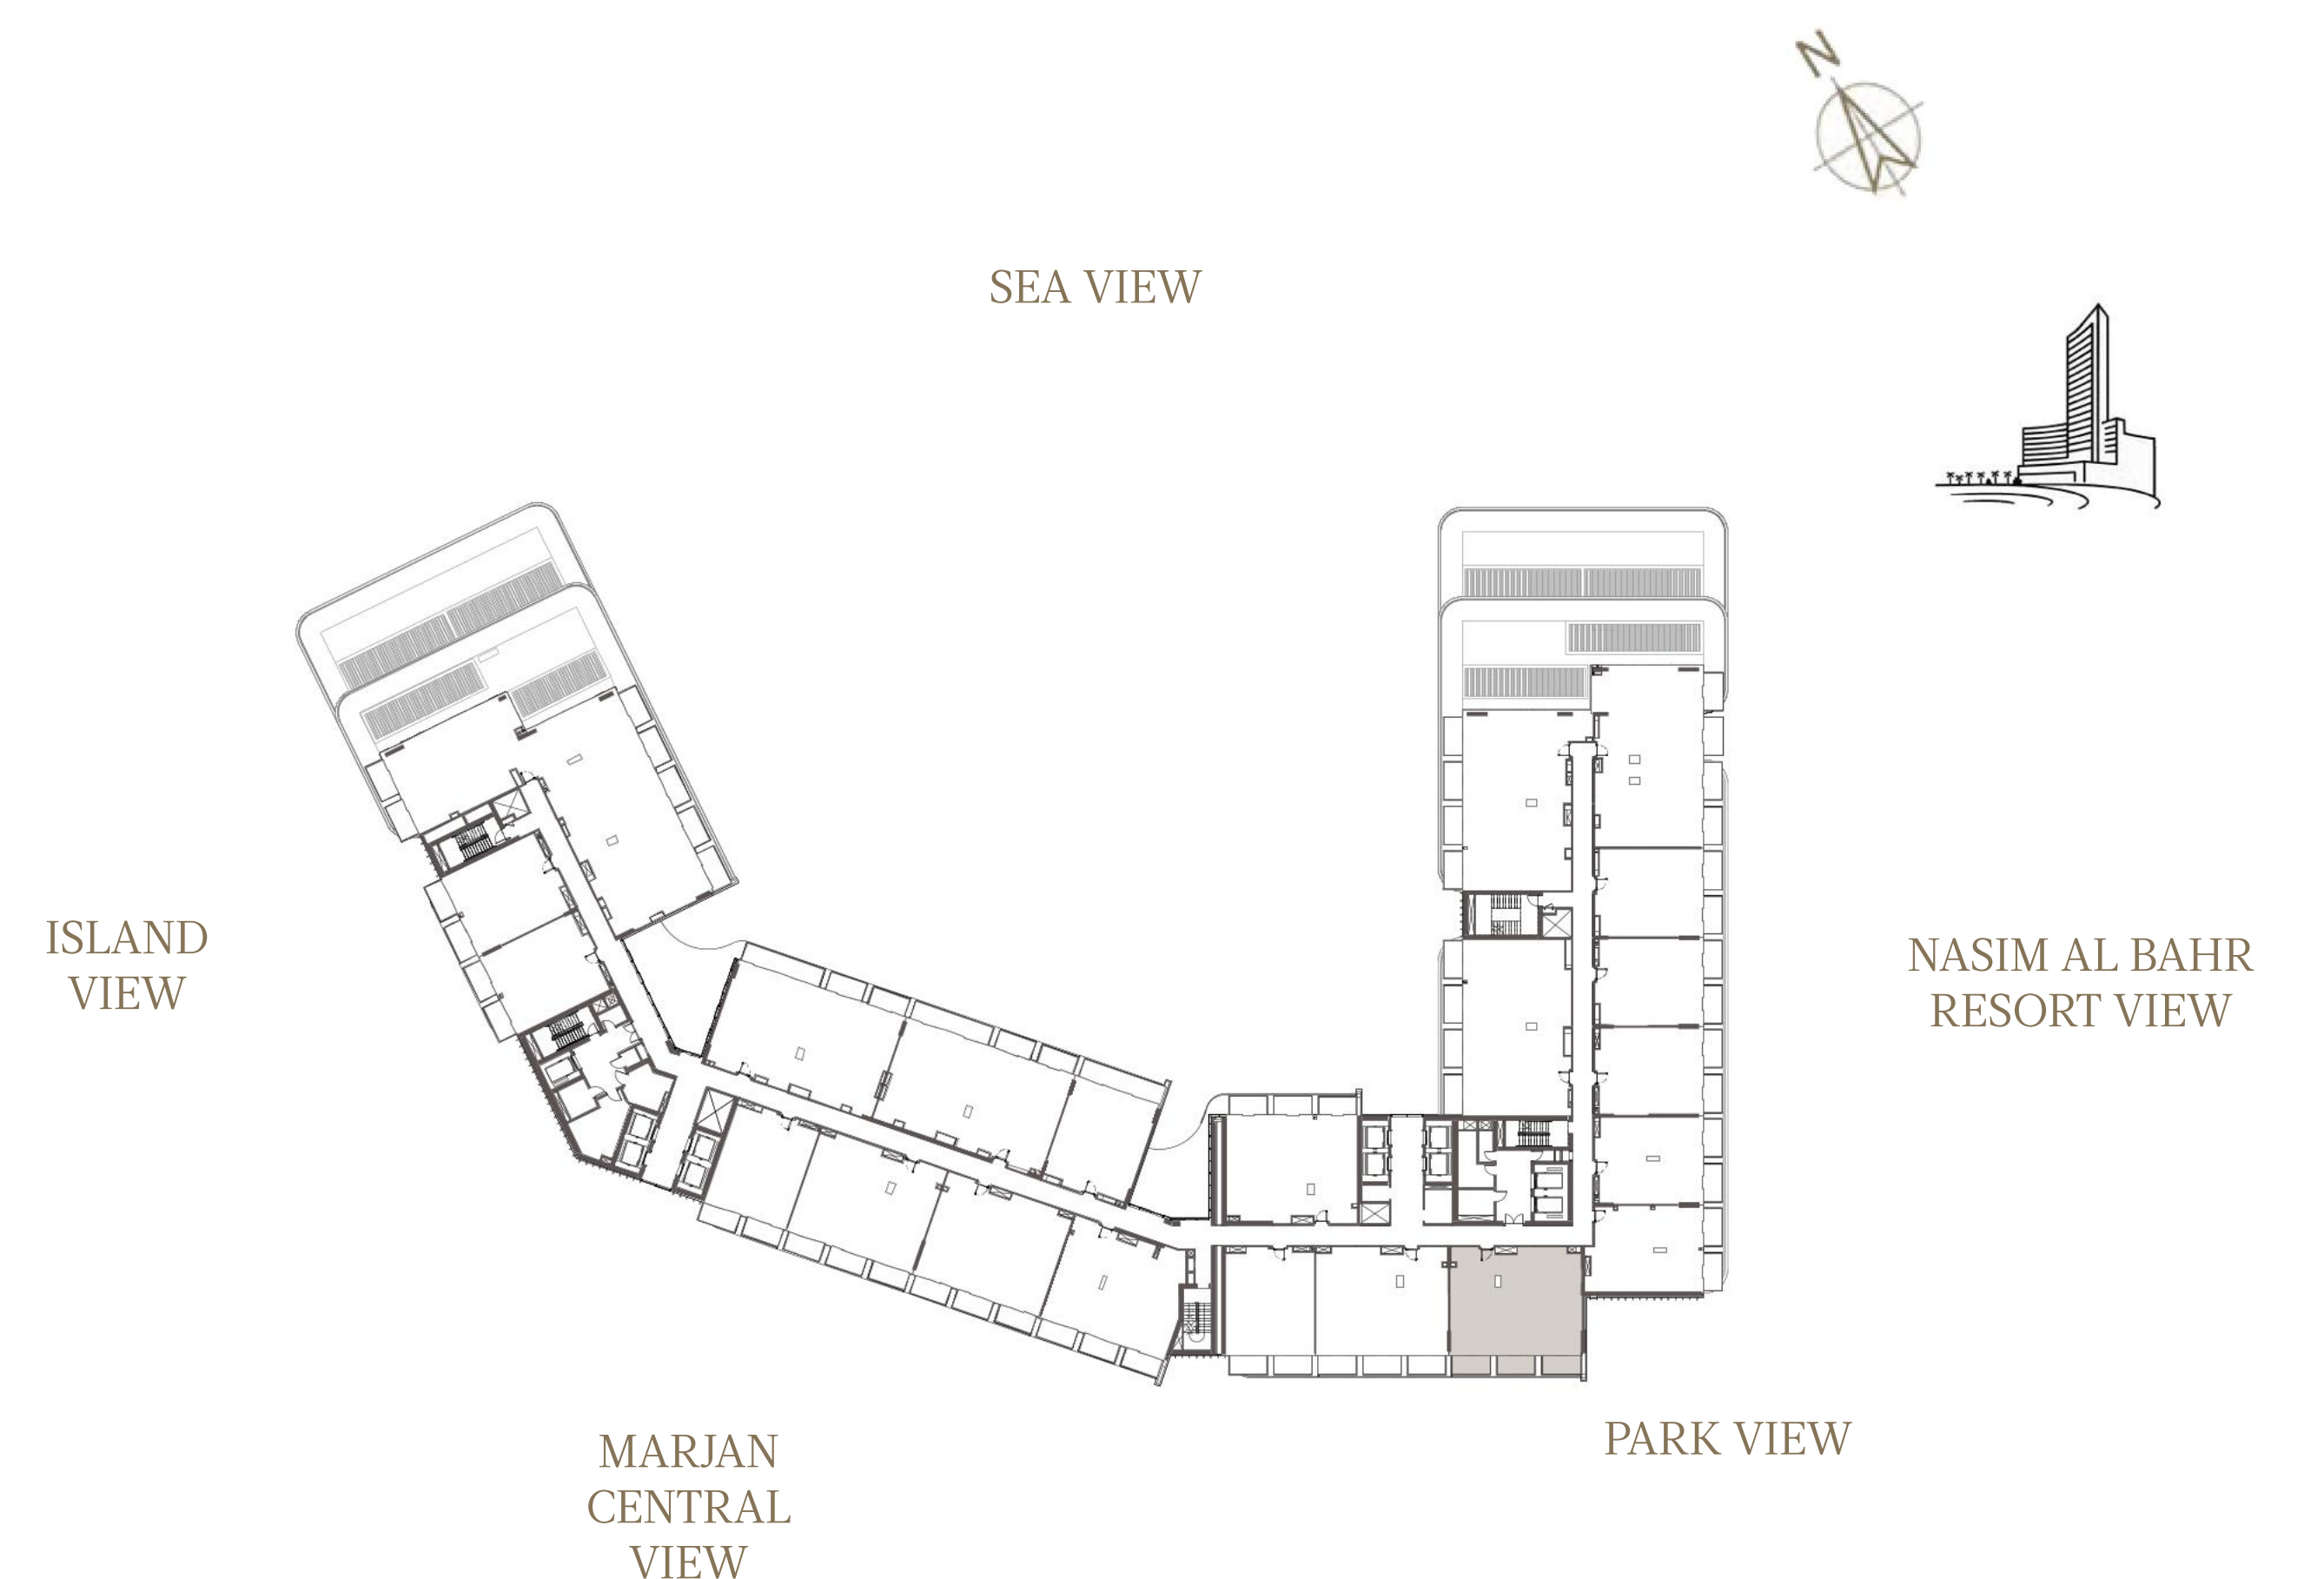 N
SEA VIEW
ISLAND
VIEW
NASIM AL BAHR
RESORT VIEW
PARK VIEW
MARJAN
CENTRAL
VIEW